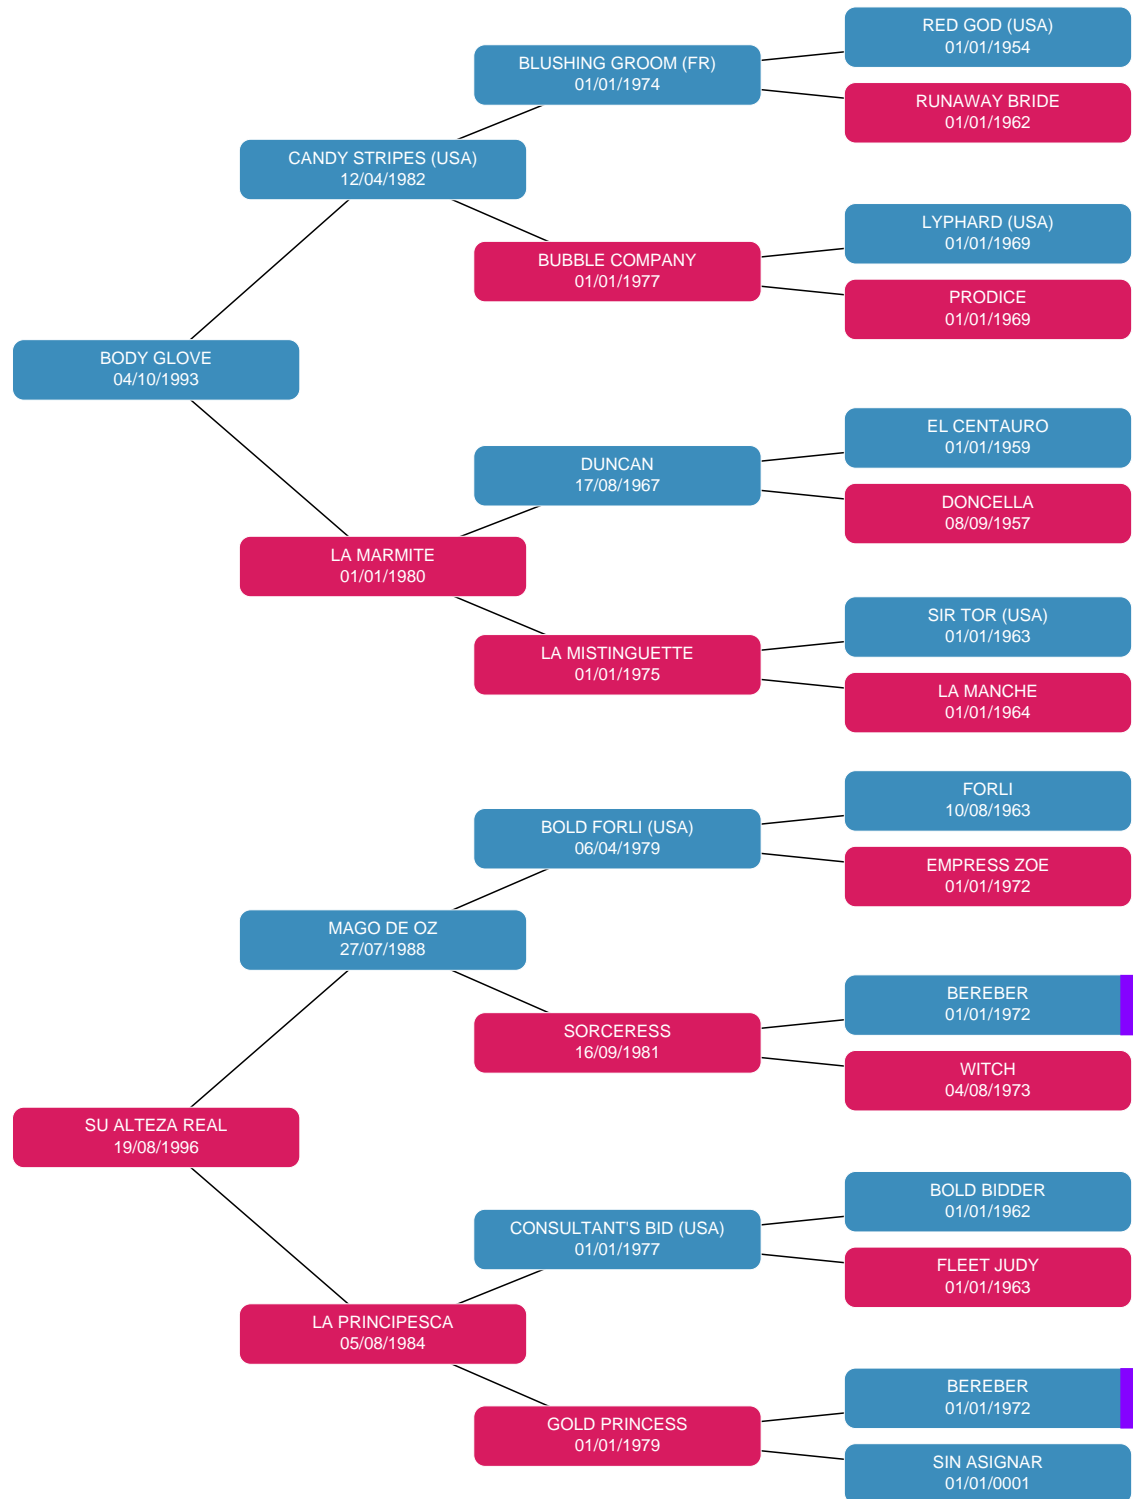 RED GOD (USA)
01/01/1954
BLUSHING GROOM (FR)
01/01/1974
RUNAWAY BRIDE
01/01/1962
CANDY STRIPES (USA)
12/04/1982
LYPHARD (USA)
01/01/1969
BUBBLE COMPANY
01/01/1977
PRODICE
01/01/1969
BODY GLOVE
04/10/1993
EL CENTAURO
01/01/1959
DUNCAN
17/08/1967
DONCELLA
08/09/1957
LA MARMITE
01/01/1980
SIR TOR (USA)
01/01/1963
LA MISTINGUETTE
01/01/1975
LA MANCHE
01/01/1964
FORLI
10/08/1963
BOLD FORLI (USA)
06/04/1979
EMPRESS ZOE
01/01/1972
MAGO DE OZ
27/07/1988
BEREBER
01/01/1972
SORCERESS
16/09/1981
WITCH
04/08/1973
SU ALTEZA REAL
19/08/1996
BOLD BIDDER
01/01/1962
CONSULTANT'S BID (USA)
01/01/1977
FLEET JUDY
01/01/1963
LA PRINCIPESCA
05/08/1984
BEREBER
01/01/1972
GOLD PRINCESS
01/01/1979
SIN ASIGNAR
01/01/0001